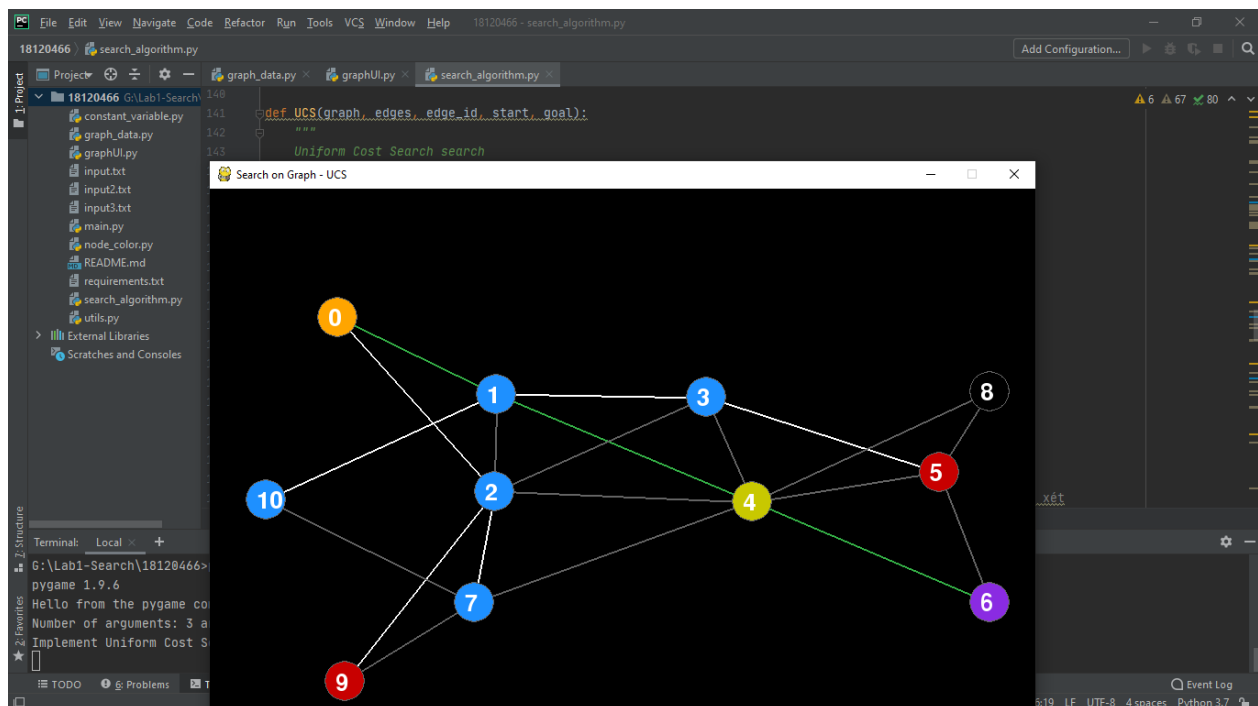 File Edit View Navigate Code Refactor Run Tools VCS Window Help 18120466 - search_algorithm.py
18120466 search_algorithm.py Add Configuration...
1: Project
Project
graph_data.py graphUI.py search_algorithm.py
18120466 G:\Lab1-Search\
constant_variable.py
graph_data.py
graphUI.py
input.txt
input2.txt
input3.txt
main.py
node_color.py
README.md
requirements.txt
search_algorithm.py
utils.py
External Libraries
Scratches and Consoles
140
141 def UCS(graph, edges, edge_id, start, goal):
142 """
143 Uniform Cost Search search
6 67 80
Search on Graph - UCS
0
1 3 8
5
10 2 4
7 6
9
xét
7: Structure
2: Favorites
Terminal: Local +
G:\Lab1-Search\18120466>
pygame 1.9.6
Hello from the pygame co
Number of arguments: 3 a
Implement Uniform Cost S
TODO 6: Problems T
Event Log
6:19 LF UTF-8 4 spaces Python 3.7